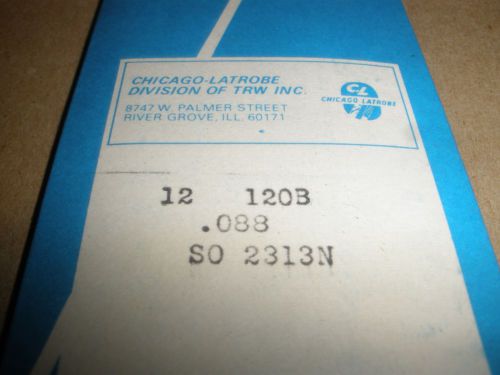 CHICAGO-LATROBE
DIVISION OF TRW INC.
8747 W. PALMER STREET
RIVER GROVE, ILL. 60171
CL
CHICAGO LATROBE
12 120B
.088
SO 2313N